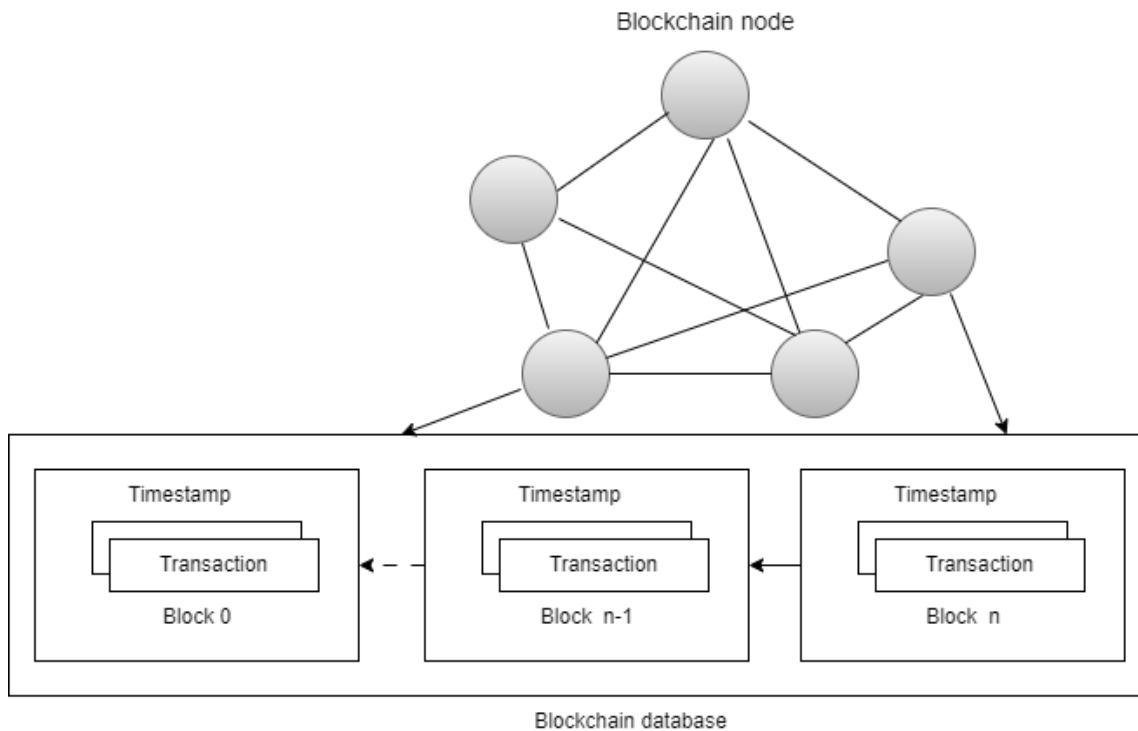 Blockchain node
Timestamp
Transaction
Block 0
Timestamp
Transaction
Block n-1
Timestamp
Transaction
Block n
Blockchain database